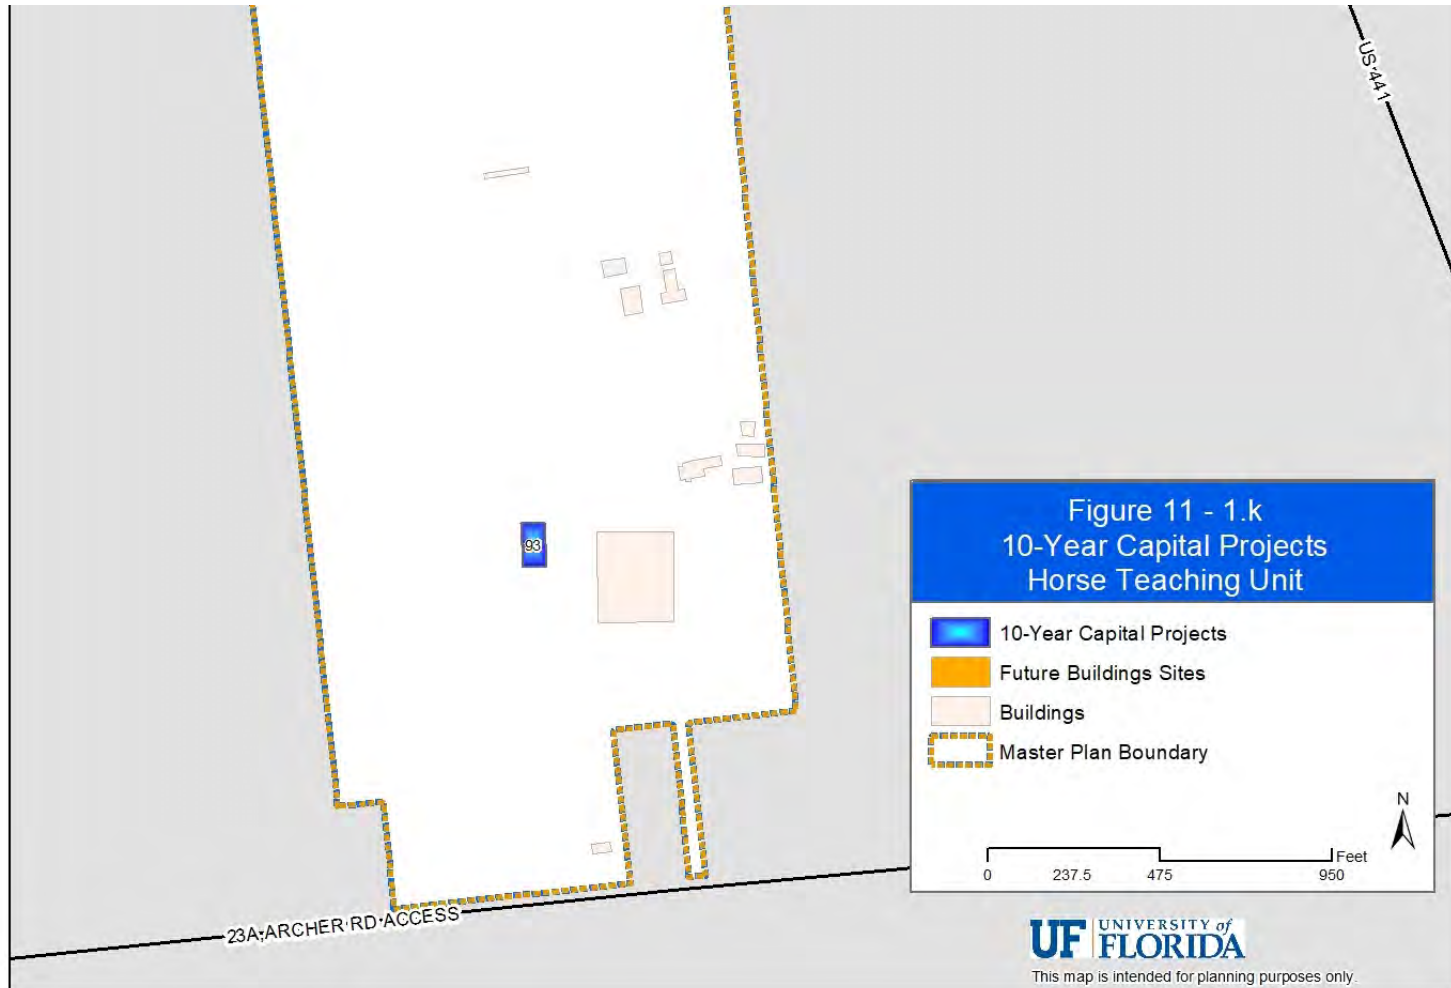 US 441
93
Figure 11 - 1.k
10-Year Capital Projects
Horse Teaching Unit
10-Year Capital Projects
Future Buildings Sites
Buildings
Master Plan Boundary
N
Feet
0 237.5 475 950
23A;ARCHER RD ACCESS
UF UNIVERSITY of
FLORIDA
This map is intended for planning purposes only.